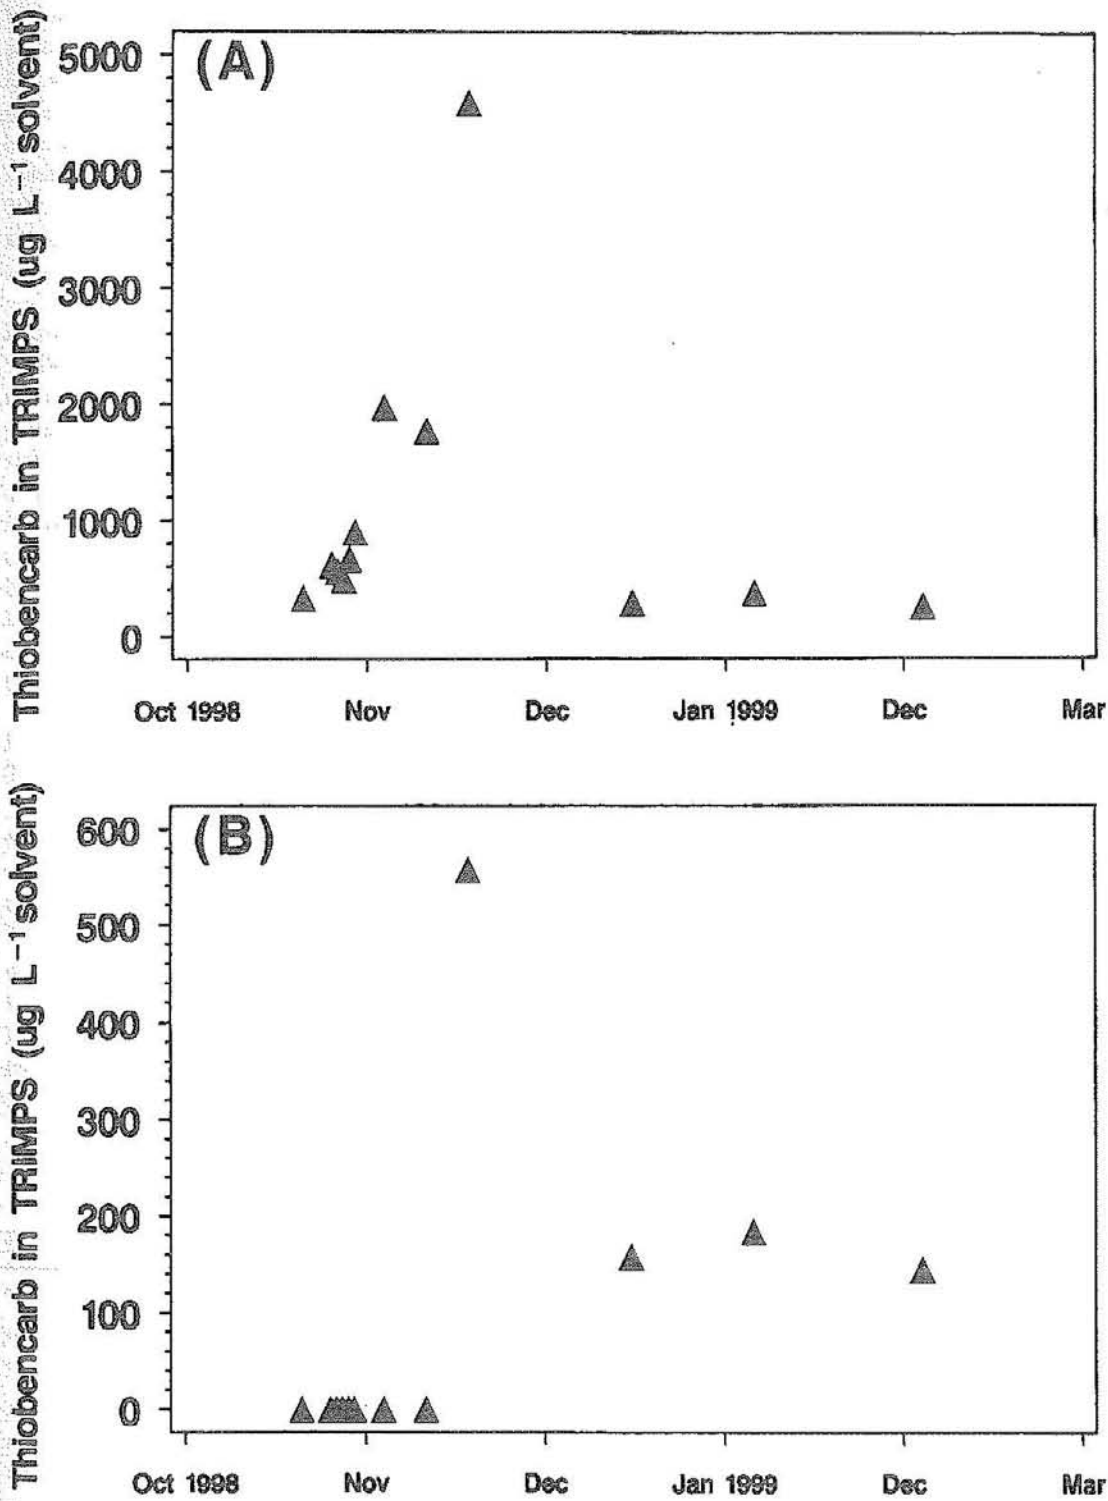 Thiobencarb in TRIMPS (ug L⁻¹ solvent)
(A)
5000
4000
3000
2000
1000
0
Oct 1998 Nov Dec Jan 1999 Dec Mar
Thiobencarb in TRIMPS (ug L⁻¹ solvent)
(B)
600
500
400
300
200
100
0
Oct 1998 Nov Dec Jan 1999 Dec Mar